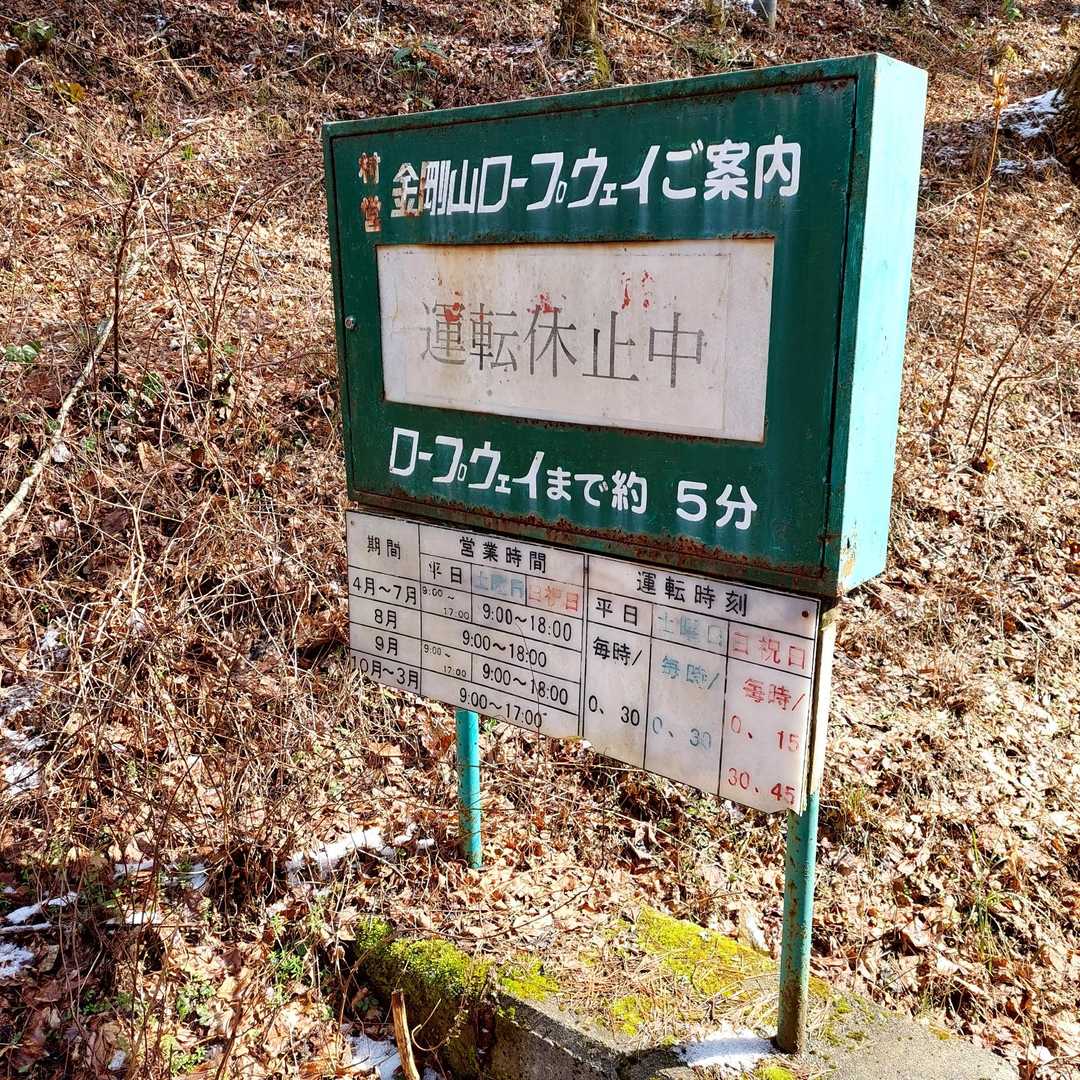 村営
金剛山ロープウェイご案内
運転休止中
ロープウェイまで約 5分
期間 営業時間 運転時刻
平日 土曜日 日祝日 平日 土曜日 日祝日
4月～7月 9:00～17:00 9:00～18:00
8月 9:00～18:00
9月 9:00～17:00 9:00～18:00
10月～3月 9:00～17:00
毎時/ 毎時/ 毎時/
0、30 0、30 0、15
30、45